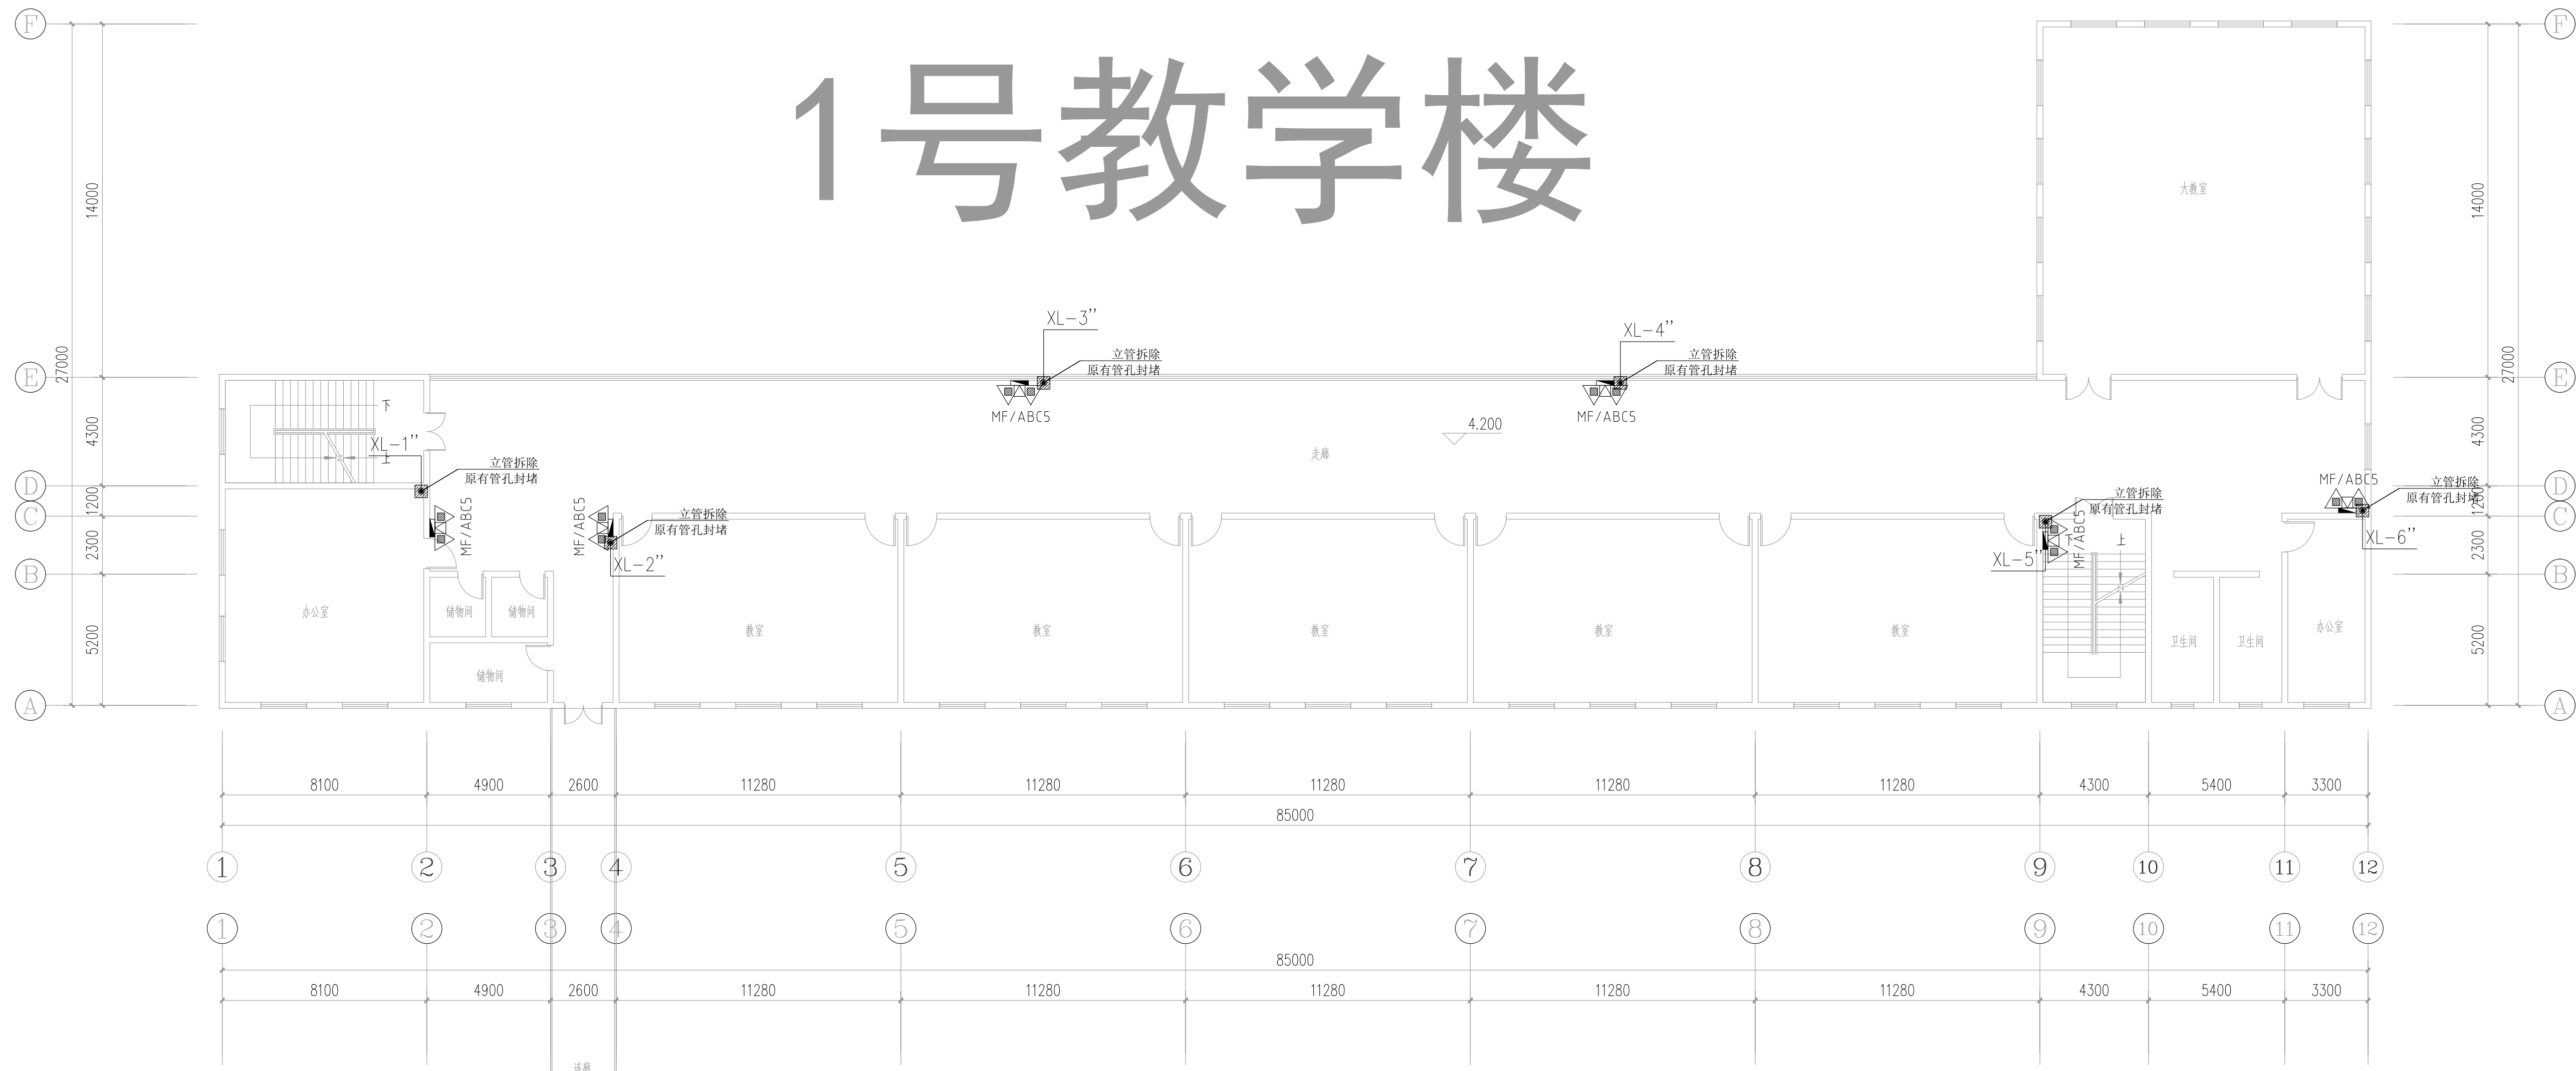 1号教学楼
F
F
14000
27000
14000
27000
大教室
XL-3''
立管拆除
原有管孔封堵
MF/ABC5
XL-4''
立管拆除
原有管孔封堵
MF/ABC5
E
E
4300
下
上
XL-1''
立管拆除
原有管孔封堵
4.200
走廊
4300
D
D
1200
MF/ABC5
MF/ABC5
立管拆除
原有管孔封堵
XL-2''
立管拆除
原有管孔封堵
MF/ABC5
XL-5''
下
上
MF/ABC5
立管拆除
原有管孔封堵
XL-6''
1200
C
C
2300
2300
B
B
办公室
储物间
储物间
储物间
教室
教室
教室
教室
教室
卫生间
卫生间
办公室
5200
5200
A
A
8100 4900 2600 11280 11280 11280 11280 11280 4300 5400 3300
85000
1 2 3 4 5 6 7 8 9 10 11 12
1 2 3 4 5 6 7 8 9 10 11 12
85000
8100 4900 2600 11280 11280 11280 11280 11280 4300 5400 3300